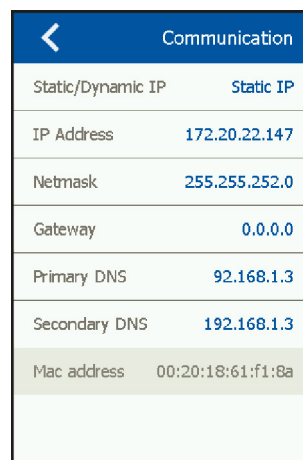 Communication
Static/Dynamic IP Static IP
IP Address 172.20.22.147
Netmask 255.255.252.0
Gateway 0.0.0.0
Primary DNS 92.168.1.3
Secondary DNS 192.168.1.3
Mac address 00:20:18:61:f1:8a